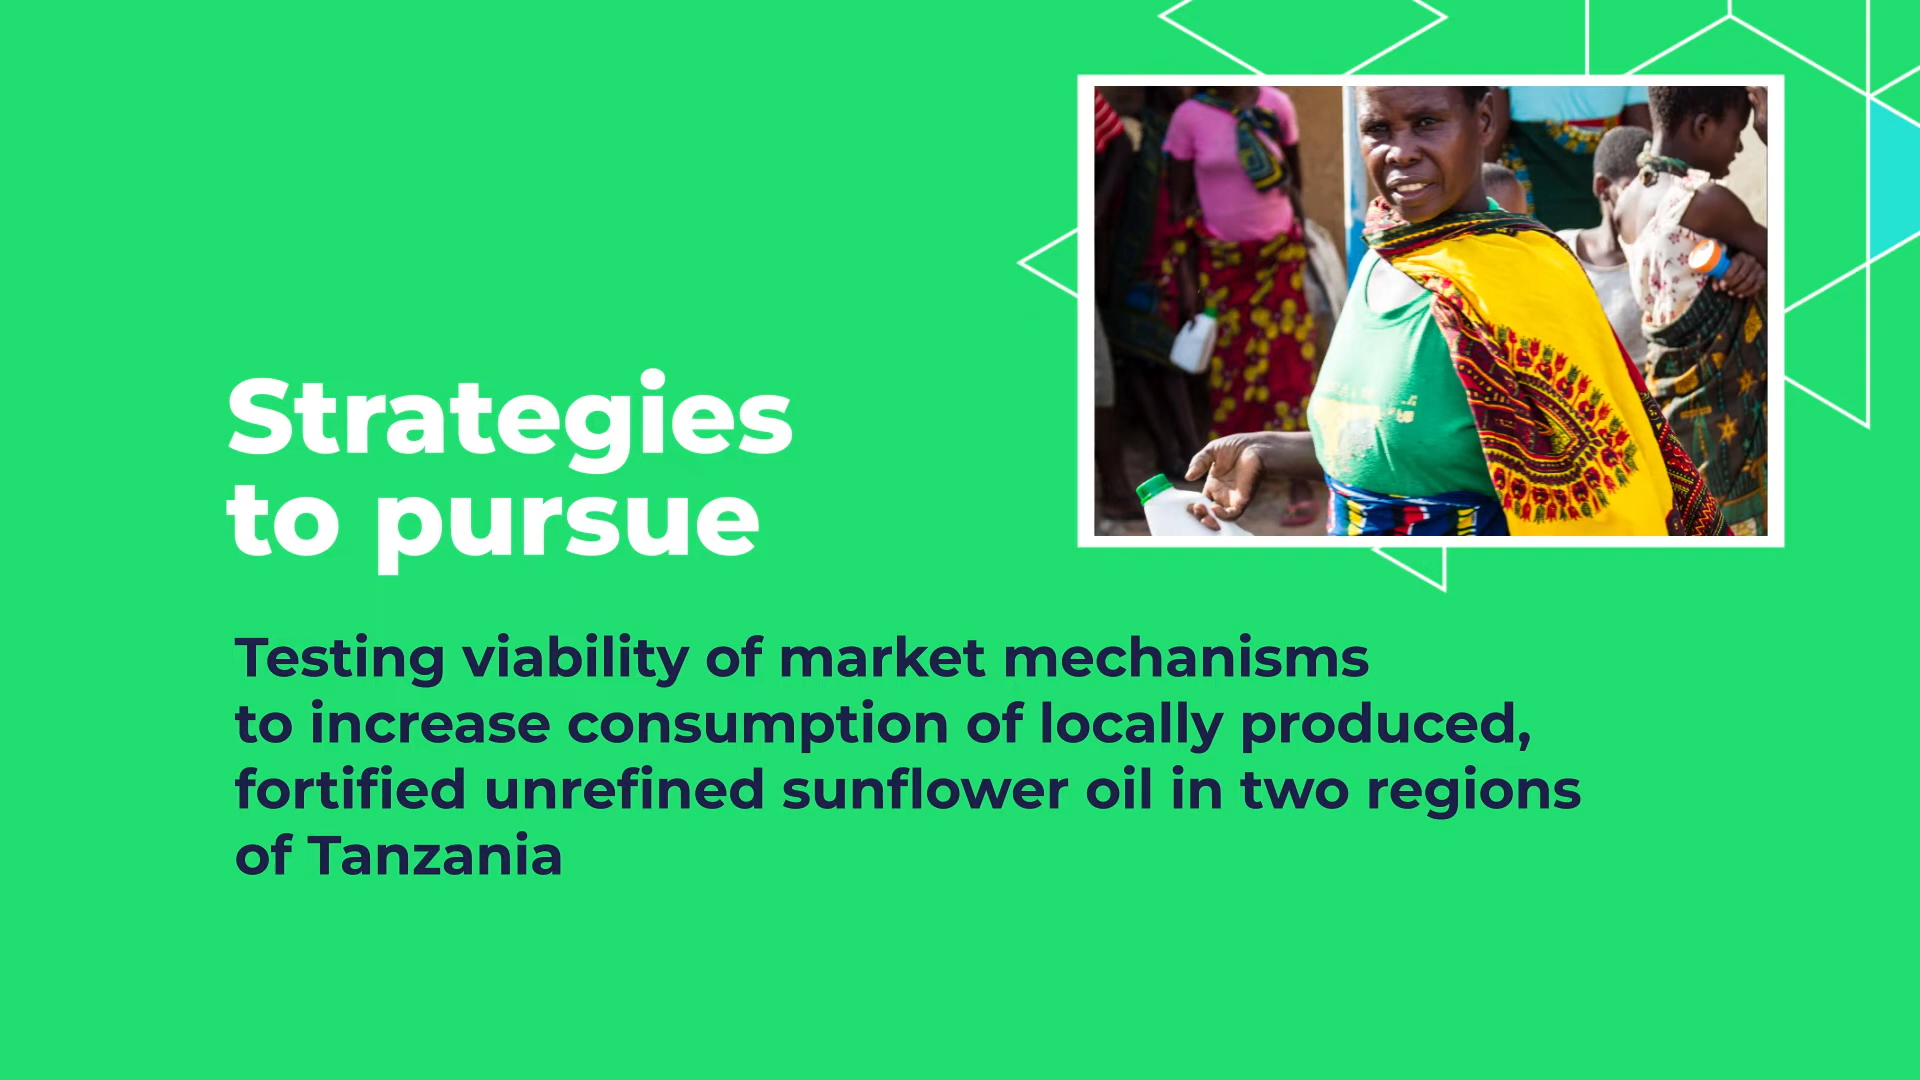 Strategies
to pursue
Testing viability of market mechanisms
to increase consumption of locally produced,
fortified unrefined sunflower oil in two regions
of Tanzania